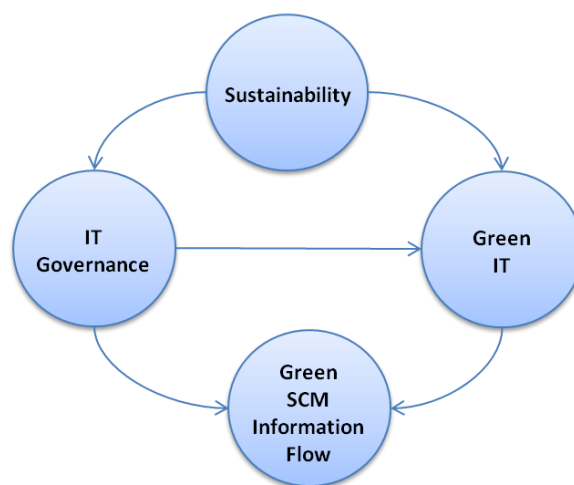 Sustainability
IT
Governance
Green
IT
Green
SCM
Information
Flow